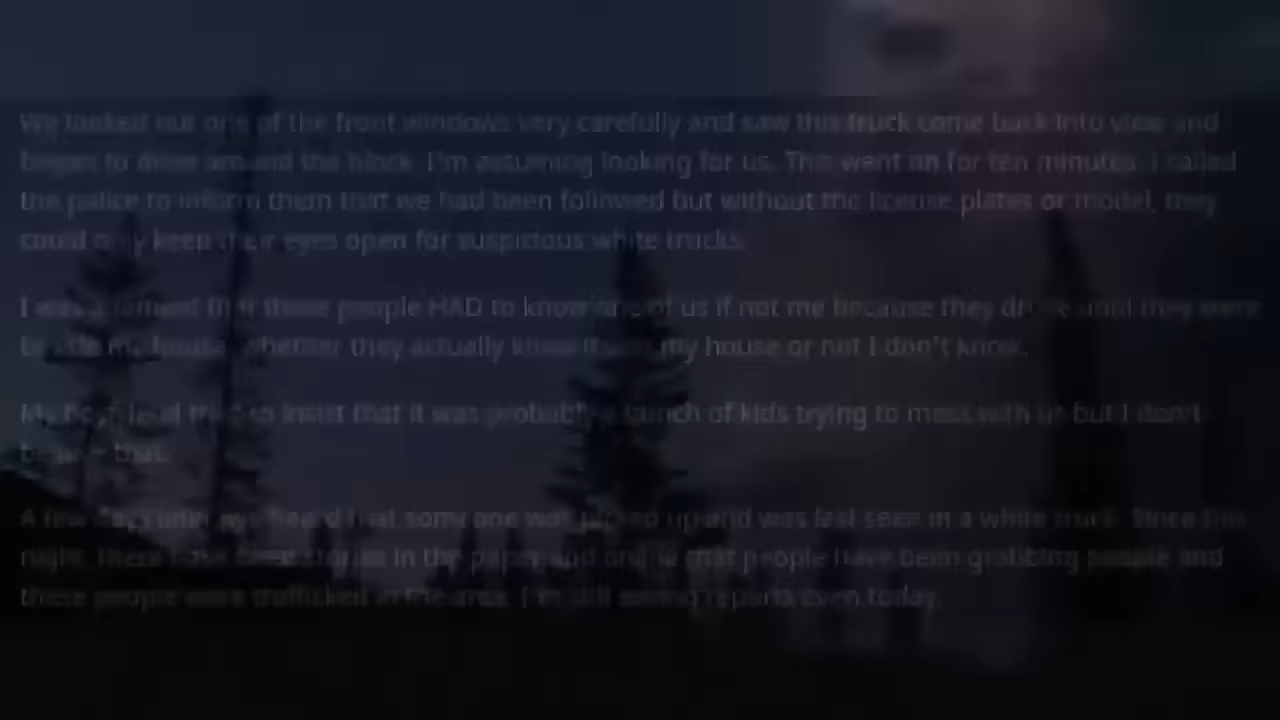 We looked out one of the front windows very carefully and saw this truck come back into view and
began to drive around the block. I'm assuming looking for us. This went on for ten minutes. I called
the police to inform them that we had been followed but without the license plates or model, they
could only keep their eyes open for suspicious white trucks.
I was adamant that these people HAD to know one of us if not me because they drove until they were
beside my house. Whether they actually knew it was my house or not I don't know.
My boyfriend tried to insist that it was probably a bunch of kids trying to mess with us but I don't
believe that.
A few days later we heard that someone was picked up and was last seen in a white truck. Since this
night, there have been stories in the paper and online that people have been grabbing people and
these people were trafficked in the area. I'm still seeing reports even today.